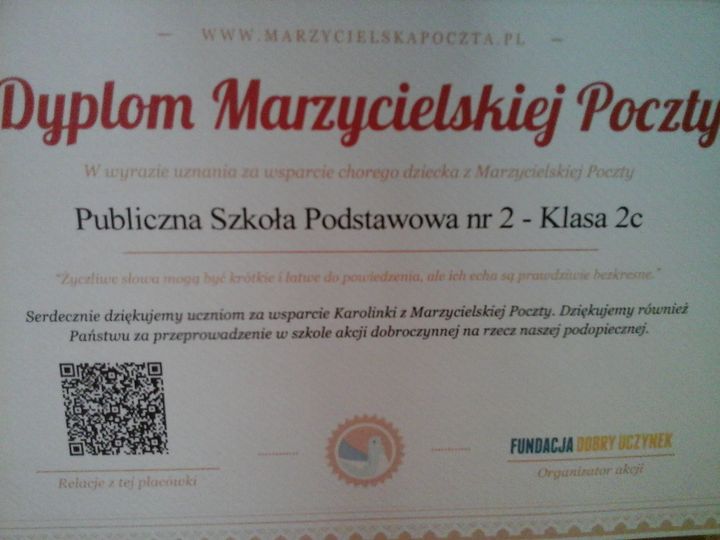 WWW.MARZYCIELSKAPOCZTA.PL
Dyplom Marzycielskiej Poczty
W wyrazie uznania za wsparcie chorego dziecka z Marzycielskiej Poczty
Publiczna Szkoła Podstawowa nr 2 - Klasa 2c
"Życzliwe słowa mogą być krótkie i łatwe do powiedzenia, ale ich echa są prawdziwie bezkresne."
Serdecznie dziękujemy uczniom za wsparcie Karolinki z Marzycielskiej Poczty. Dziękujemy również
Państwu za przeprowadzenie w szkole akcji dobroczynnej na rzecz naszej podopiecznej.
FUNDACJA DOBRY UCZYNEK
Relacje z tej placówki
Organizator akcji